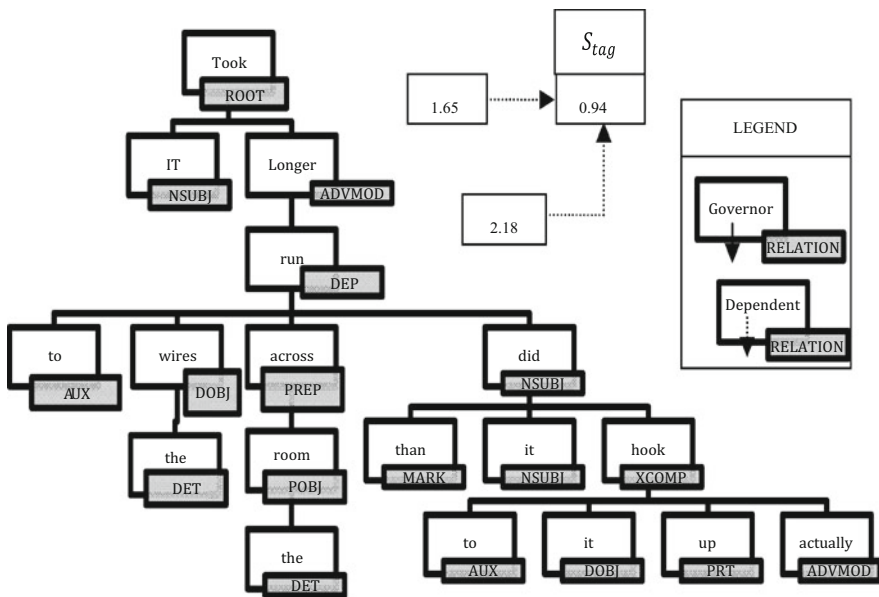 Took
ROOT
IT
NSUBJ
Longer
ADVMOD
run
DEP
to
AUX
wires
DOBJ
across
PREP
did
NSUBJ
the
DET
room
POBJ
than
MARK
it
NSUBJ
hook
XCOMP
the
DET
to
AUX
it
DOBJ
up
PRT
actually
ADVMOD
S_tag
1.65
0.94
2.18
LEGEND
Governor
RELATION
Dependent
RELATION